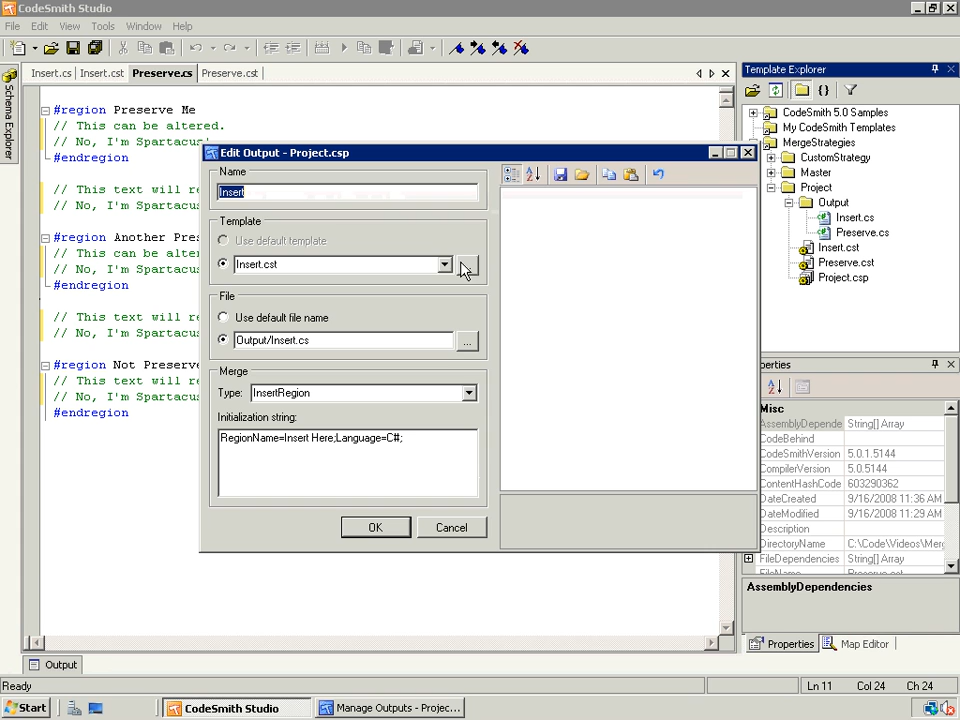 CodeSmith Studio
File Edit View Tools Window Help
Insert.cs Insert.cst Preserve.cs Preserve.cst
Schema Explorer
#region Preserve Me
// This can be altered.
// No, I'm Spartacus!
#endregion
// This text will re
// No, I'm Spartacus
#region Another Pres
// This can be alter
// No, I'm Spartacus
#endregion
// This text will re
// No, I'm Spartacus
#region Not Preserve
// This text will re
// No, I'm Spartacus
#endregion
Edit Output - Project.csp
Name
Insert
Template
Use default template
Insert.cst
File
Use default file name
Output/Insert.cs
...
Merge
Type: InsertRegion
Initialization string:
RegionName=Insert Here;Language=C#;
OK Cancel
Template Explorer
CodeSmith 5.0 Samples
My CodeSmith Templates
MergeStrategies
CustomStrategy
Master
Project
Output
Insert.cs
Preserve.cs
Insert.cst
Preserve.cst
Project.csp
perties
Misc
AssemblyDepende String[] Array
CodeBehind
CodeSmithVersion 5.0.1.5144
CompilerVersion 5.0.5144
ContentHashCode 603290362
DateCreated 9/16/2008 11:36 AM
DateModified 9/16/2008 11:29 AM
Description
DirectoryName C:\Code\Videos\Merg
FileDependencies String[] Array
AssemblyDependencies
Properties Map Editor
Output
Ready Ln 11 Col 24 Ch 24
Start CodeSmith Studio Manage Outputs - Projec...